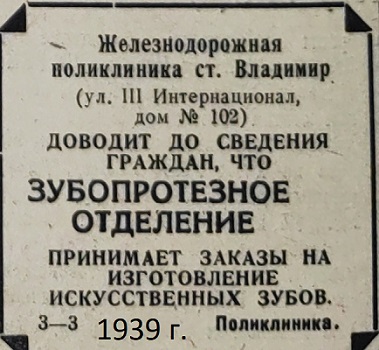 Железнодорожная
поликлиника ст. Владимир
(ул. III Интернационал,
дом № 102)
ДОВОДИТ ДО СВЕДЕНИЯ
ГРАЖДАН, ЧТО
ЗУБОПРОТЕЗНОЕ
ОТДЕЛЕНИЕ
ПРИНИМАЕТ ЗАКАЗЫ НА
ИЗГОТОВЛЕНИЕ
ИСКУССТВЕННЫХ ЗУБОВ.
3—3 1939 г. Поликлиника.